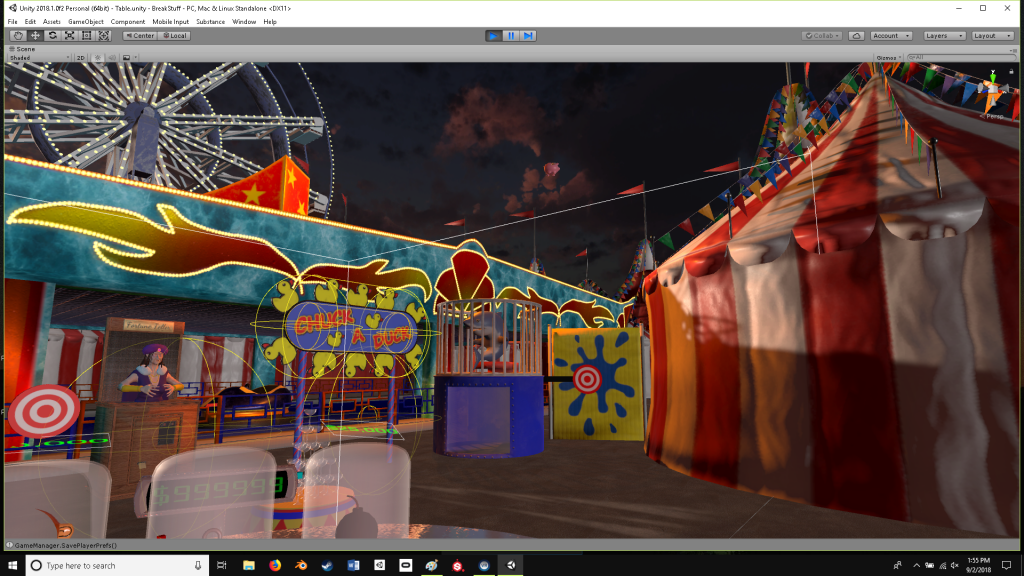 Unity 2018.1.0f2 Personal (64bit) - Table.unity - BreakStuff - PC, Mac & Linux Standalone <DX11>
File Edit Assets GameObject Component Mobile Input Substance Window Help
Center Local Collab Account Layers Layout
Scene
Shaded 2D Gizmos All
Persp
Fortune Teller
CHUCK
A DUCK
$999999
GameManager.SavePlayerPrefs()
Type here to search
1:55 PM
9/2/2018